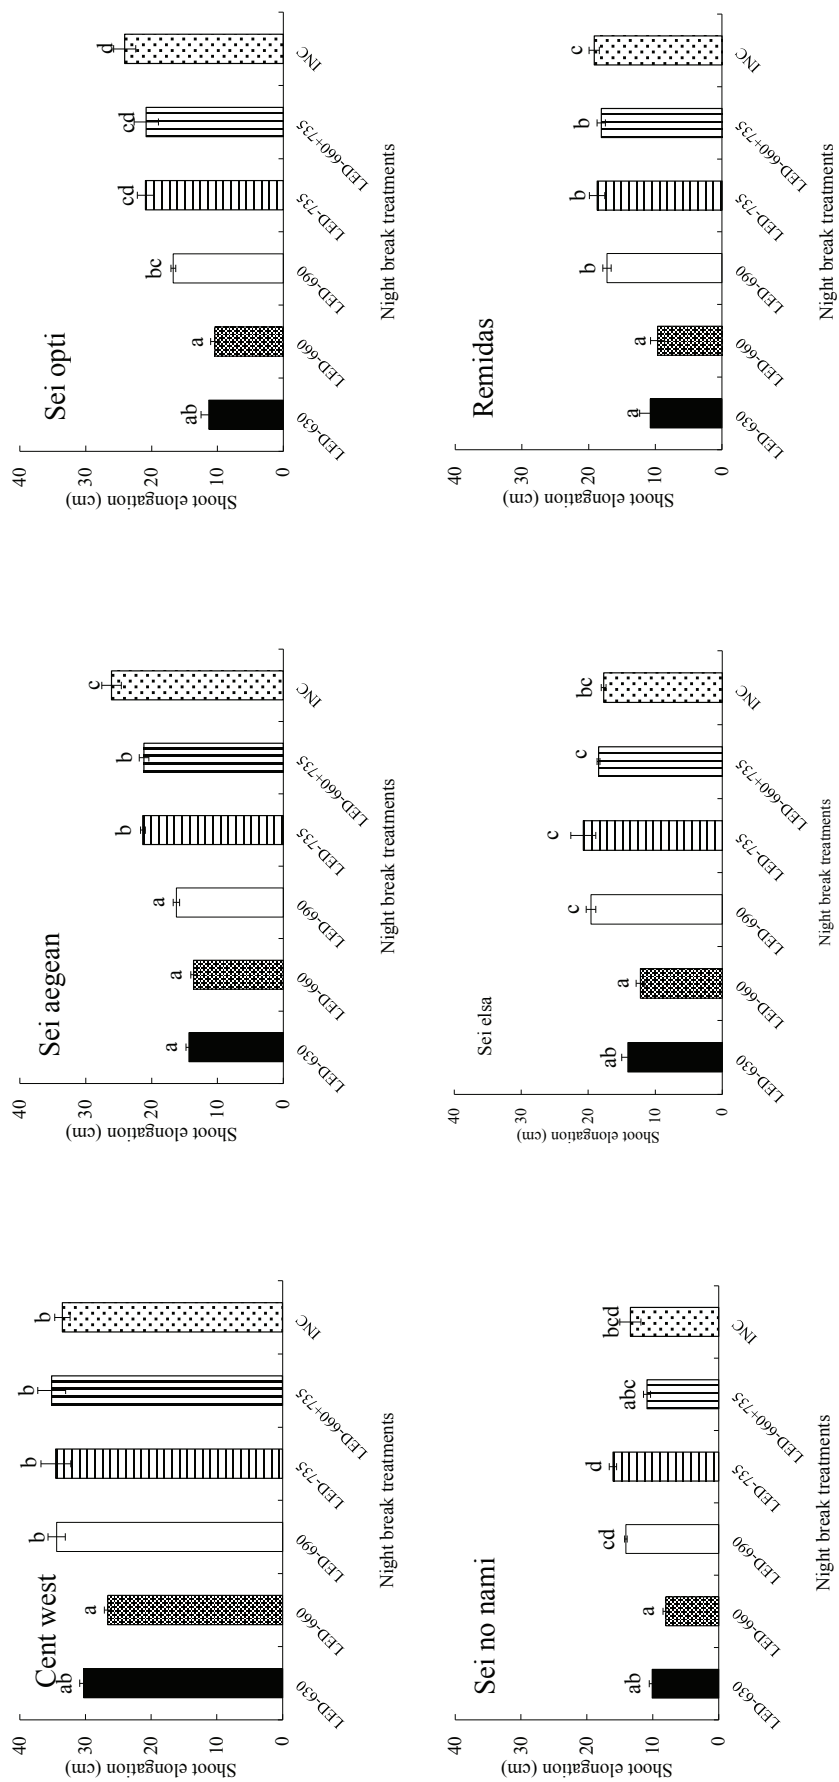 Cent west
Shoot elongation (cm)
40
30
20
10
0
ab
a
b
b
b
b
LED-630
LED-660
LED-690
LED-735
LED-660+735
INC
Night break treatments
Sei aegean
Shoot elongation (cm)
40
30
20
10
0
a
a
a
b
b
c
LED-630
LED-660
LED-690
LED-735
LED-660+735
INC
Night break treatments
Sei opti
Shoot elongation (cm)
40
30
20
10
0
ab
a
bc
cd
cd
d
LED-630
LED-660
LED-690
LED-735
LED-660+735
INC
Night break treatments
Sei no nami
Shoot elongation (cm)
40
30
20
10
0
ab
a
cd
d
abc
bcd
LED-630
LED-660
LED-690
LED-735
LED-660+735
INC
Night break treatments
Sei elsa
Shoot elongation (cm)
40
30
20
10
0
ab
a
c
c
c
bc
LED-630
LED-660
LED-690
LED-735
LED-660+735
INC
Night break treatments
Remidas
Shoot elongation (cm)
40
30
20
10
0
a
a
b
b
b
c
LED-630
LED-660
LED-690
LED-735
LED-660+735
INC
Night break treatments